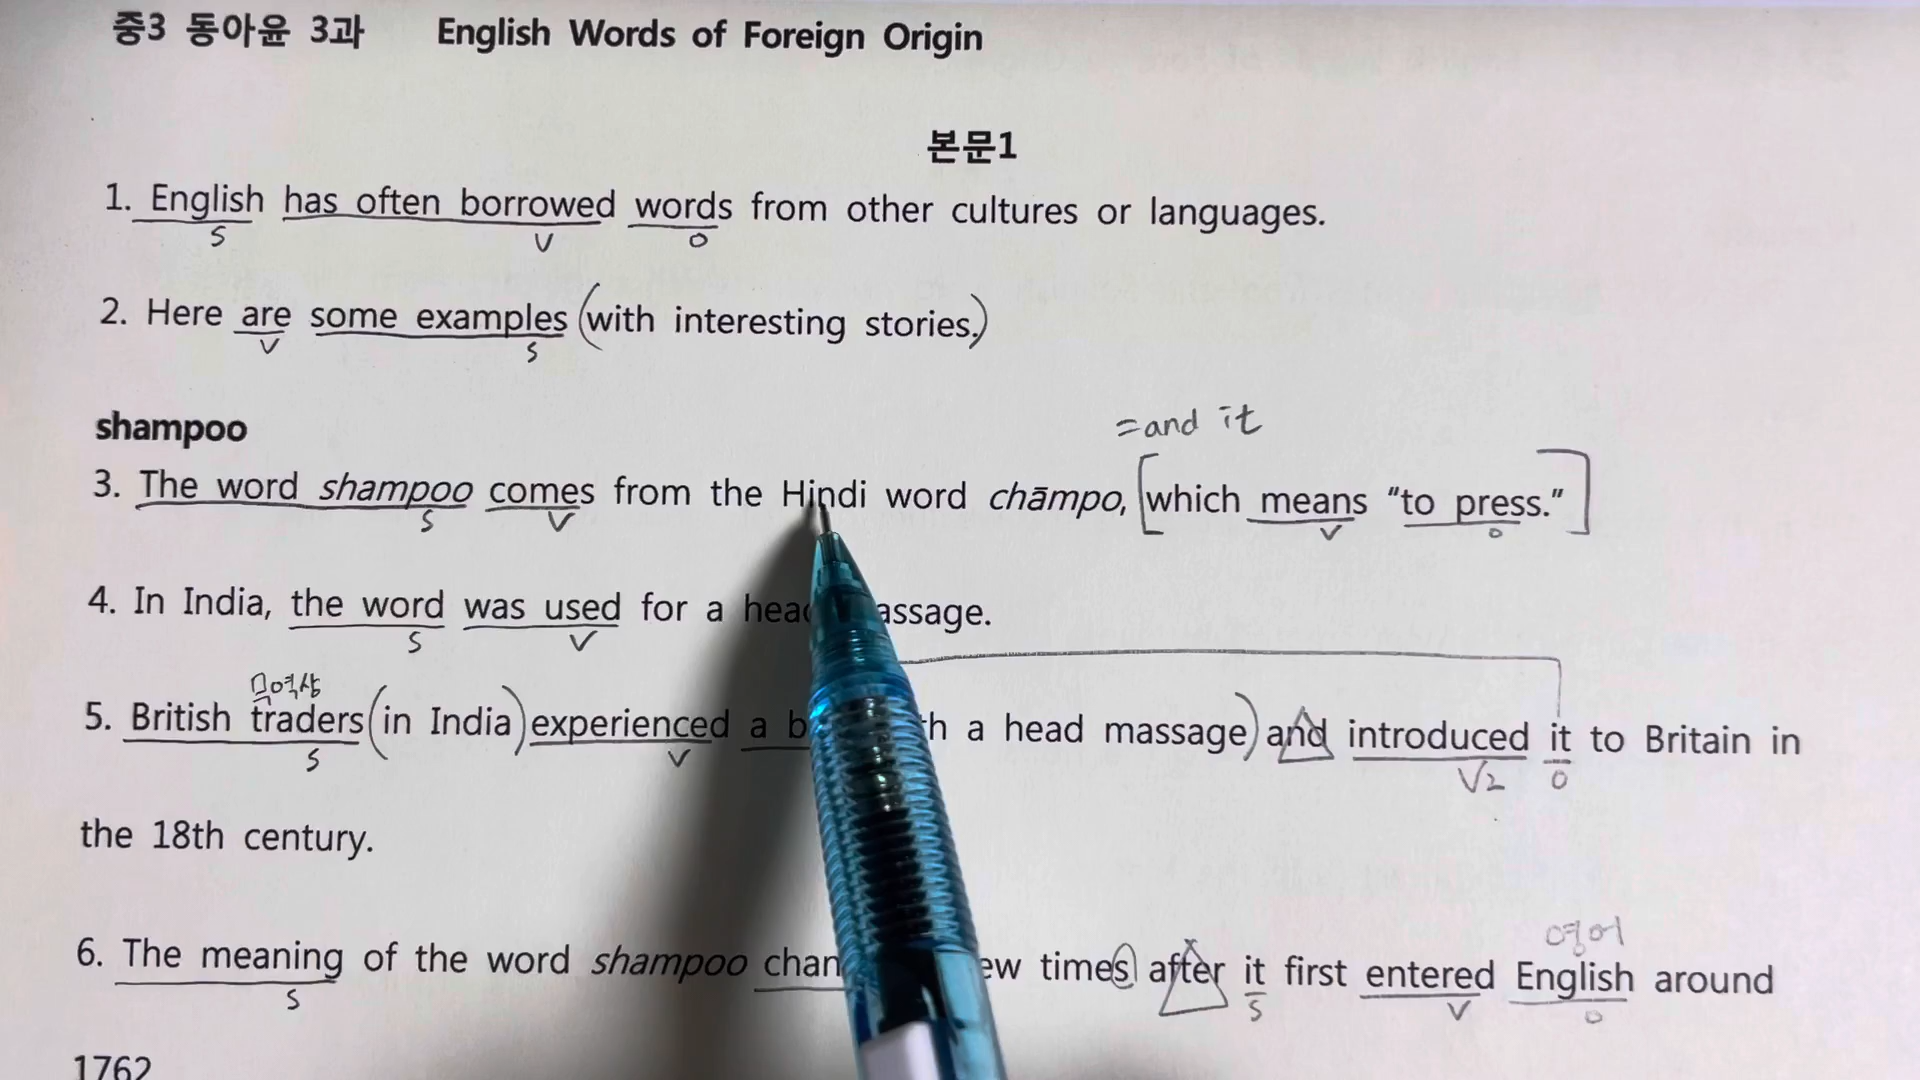 중3 동아윤 3과 English Words of Foreign Origin
본문1
1. English has often borrowed words from other cultures or languages.
S V O
2. Here are some examples (with interesting stories.)
V S
shampoo
=and it
3. The word shampoo comes from the Hindi word chāmpo, [which means "to press."]
S V V O
4. In India, the word was used for a head assage.
S V
무역상
5. British traders (in India) experienced a b h a head massage) and introduced it to Britain in
S V V2 O
the 18th century.
영어
6. The meaning of the word shampoo chan ew times after it first entered English around
S S V O
1762